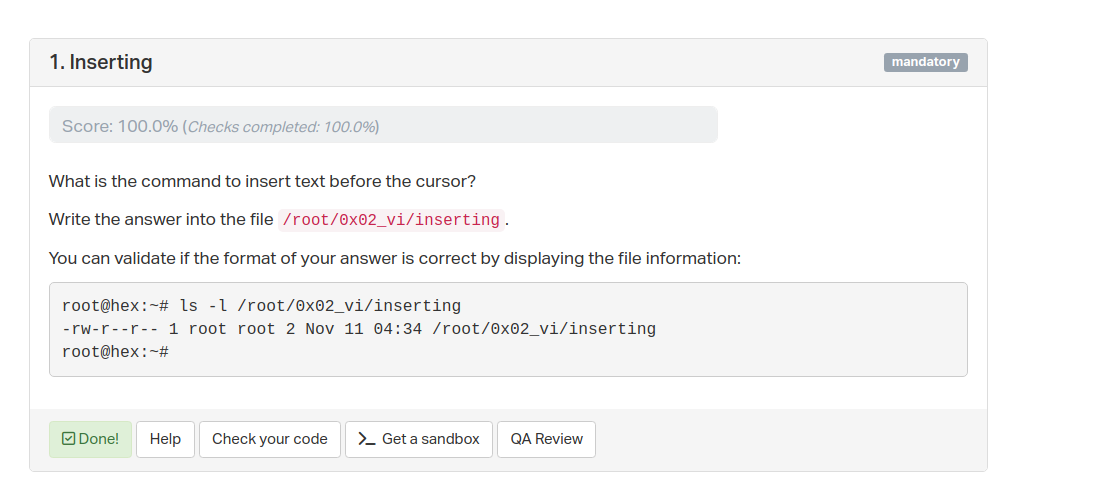 1. Inserting
mandatory
Score: 100.0% (Checks completed: 100.0%)
What is the command to insert text before the cursor?
Write the answer into the file /root/0x02_vi/inserting .
You can validate if the format of your answer is correct by displaying the file information:
root@hex:~# ls -l /root/0x02_vi/inserting
-rw-r--r-- 1 root root 2 Nov 11 04:34 /root/0x02_vi/inserting
root@hex:~#
Done! Help Check your code >_ Get a sandbox QA Review